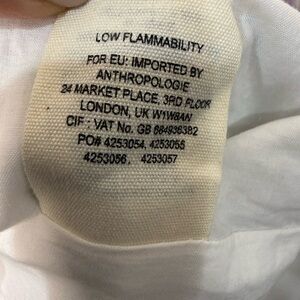 LOW FLAMMABILITY
FOR EU: IMPORTED BY
ANTHROPOLOGIE
24 MARKET PLACE, 3RD FLOOR
LONDON, UK W1W8AN
CIF : VAT No. GB 884936382
PO# 4253054, 4253055
4253056, 4253057